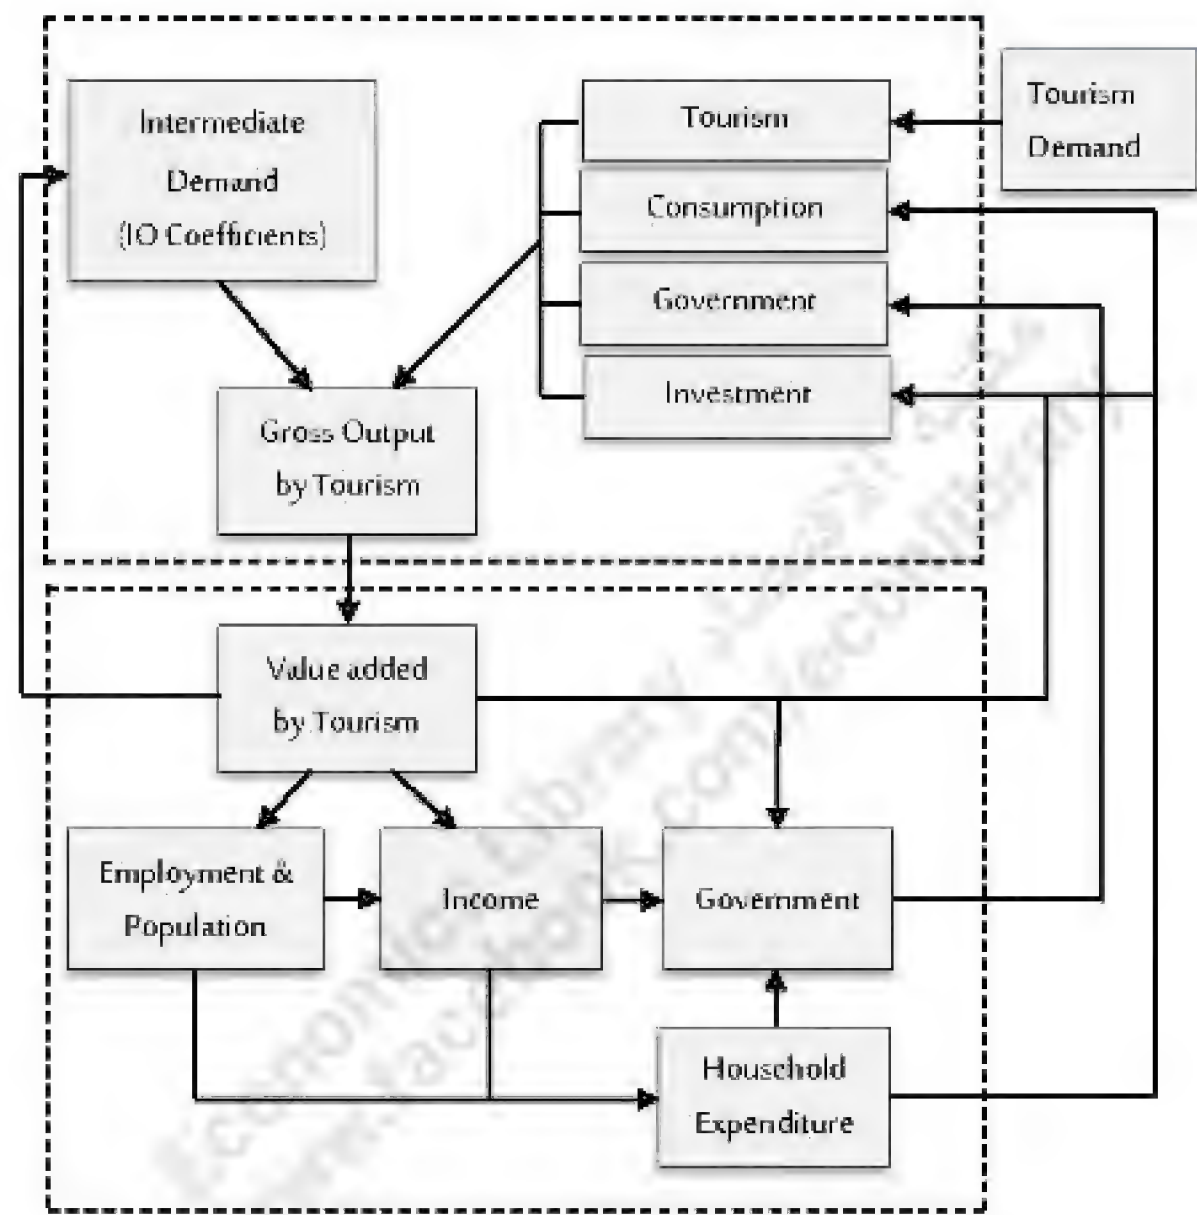 Intermediate
Demand
(IO Coefficients)
Tourism
Consumption
Government
Investment
Tourism
Demand
Gross Output
by Tourism
Value added
by Tourism
Employment &
Population
Income
Government
Household
Expenditure